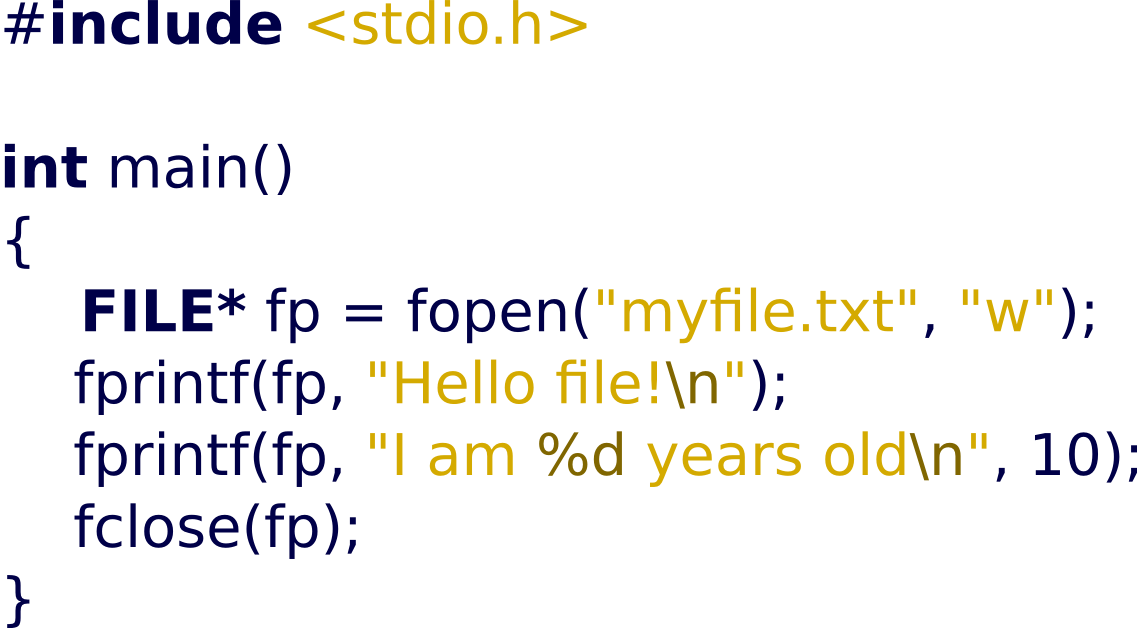 #include <stdio.h>

int main()
{
    FILE* fp = fopen("myfile.txt", "w");
    fprintf(fp, "Hello file!\n");
    fprintf(fp, "I am %d years old\n", 10);
    fclose(fp);
}